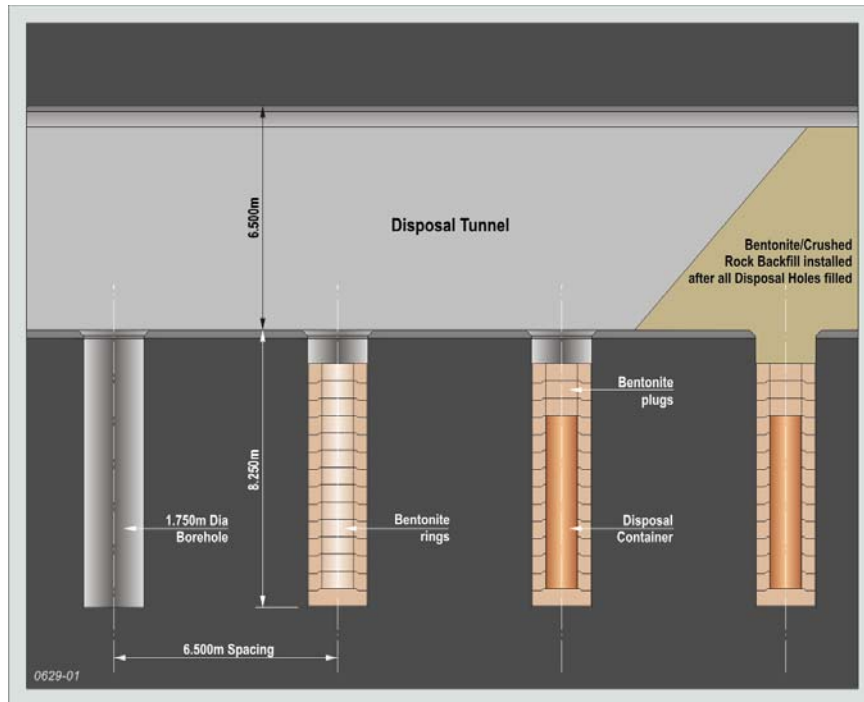 6.500m
Disposal Tunnel
Bentonite/Crushed
Rock Backfill installed
after all Disposal Holes filled
Bentonite
plugs
8.250m
1.750m Dia
Borehole
Bentonite
rings
Disposal
Container
6.500m Spacing
0629-01